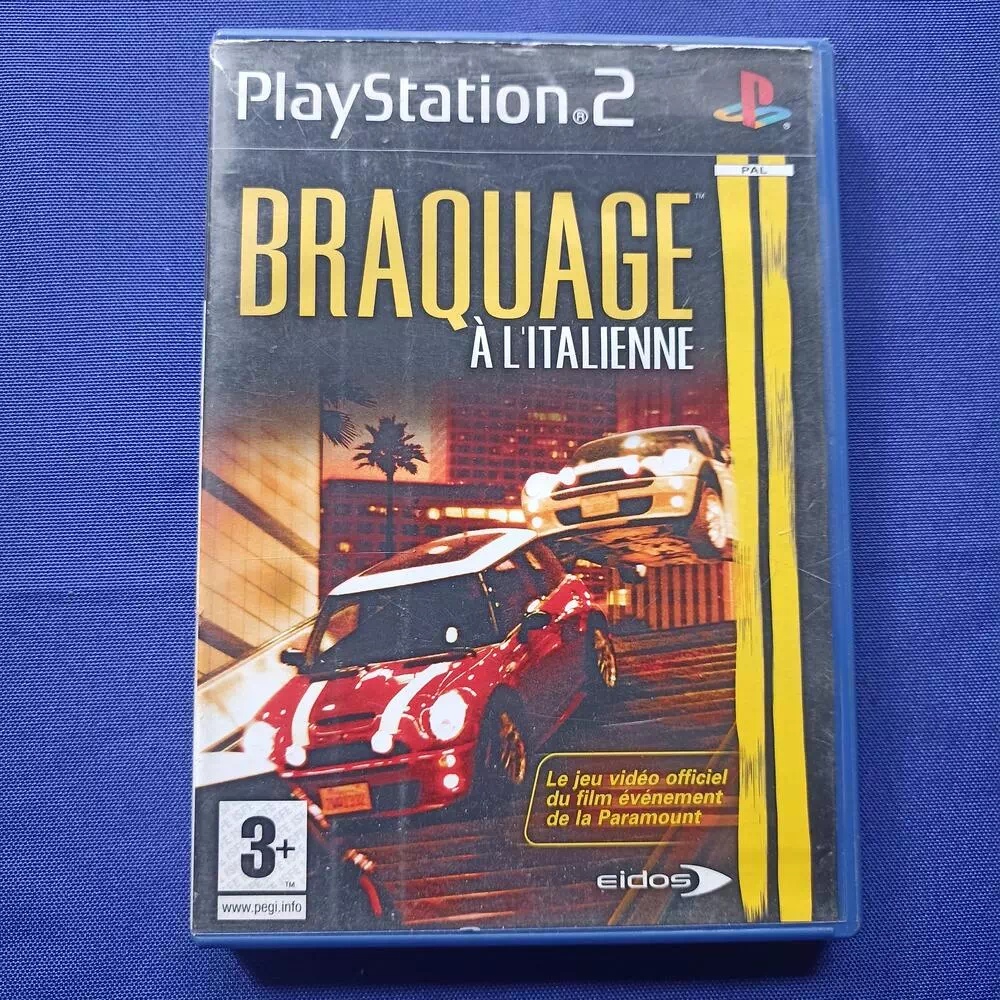 PlayStation®2
PAL
BRAQUAGE™
À L'ITALIENNE
Le jeu vidéo officiel
du film événement
de la Paramount
eidos
3+
™
www.pegi.info